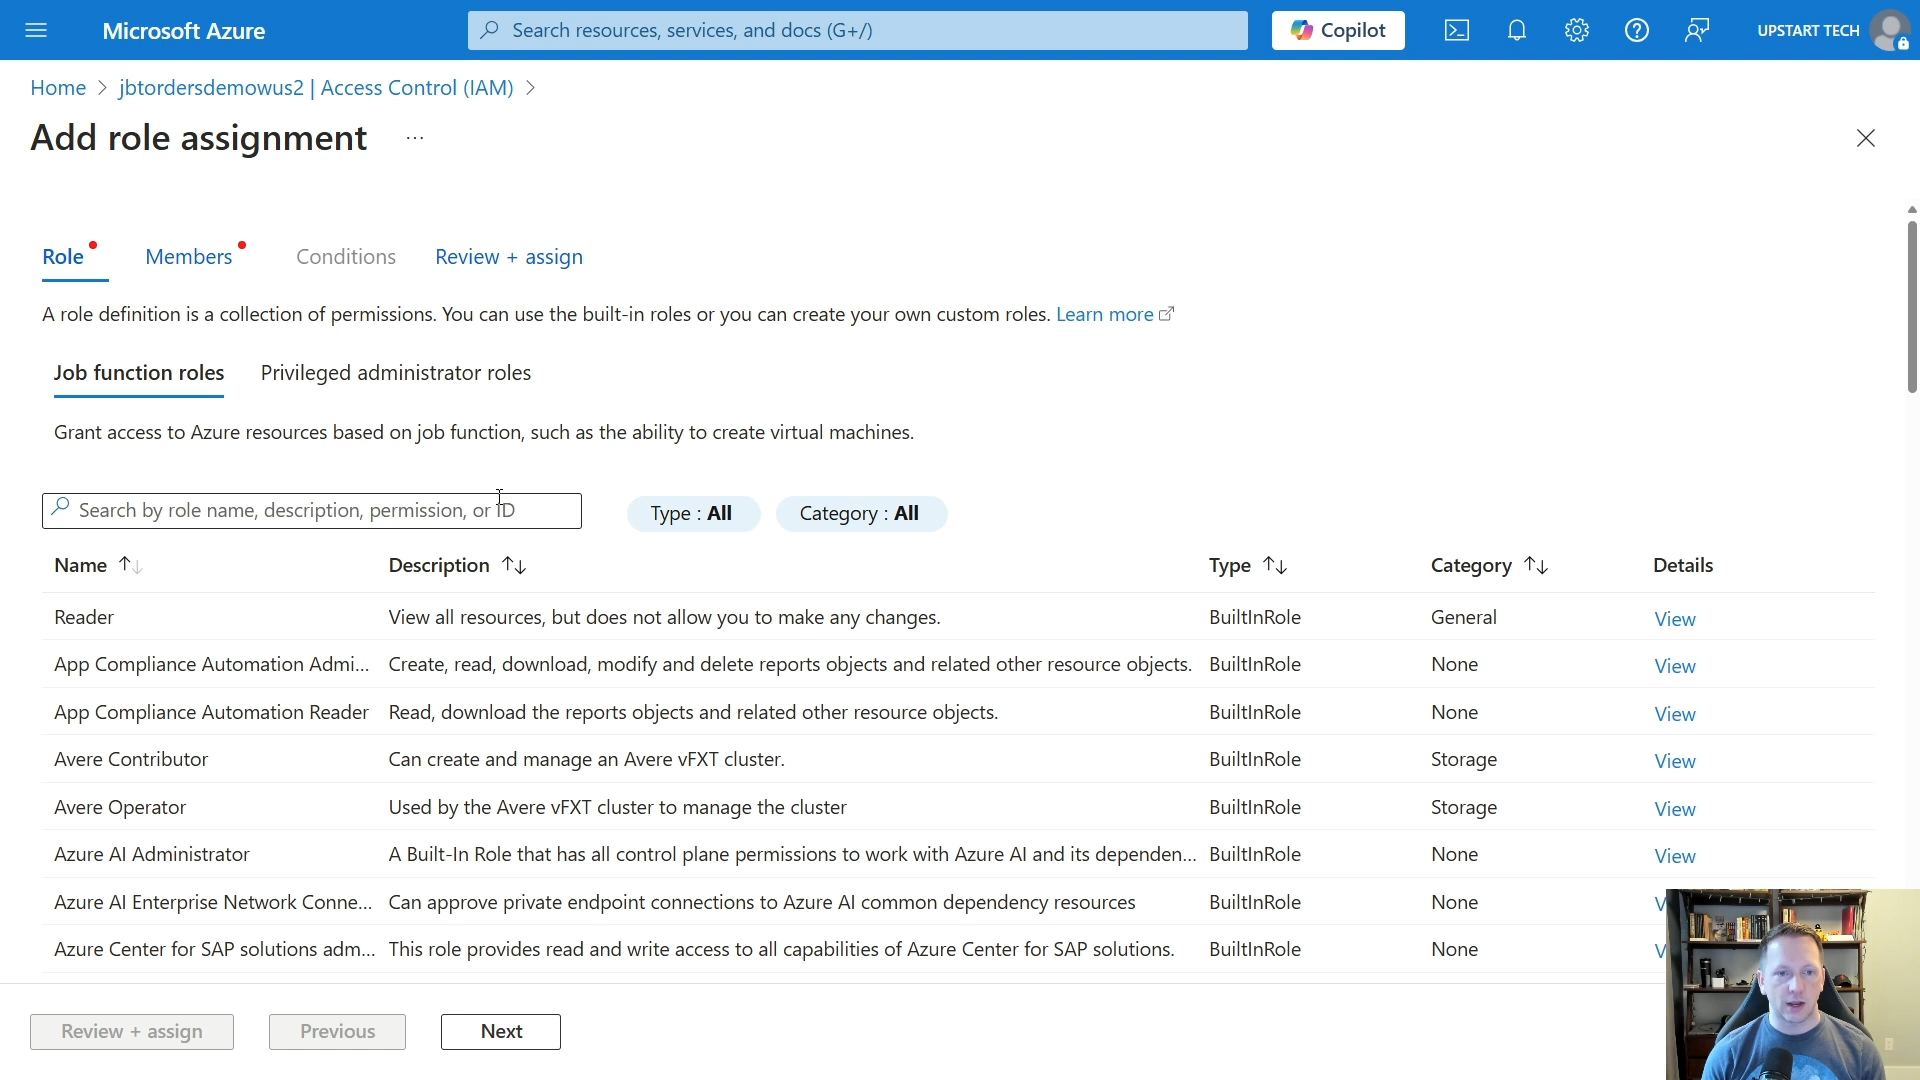 Microsoft Azure
Search resources, services, and docs (G+/)
Copilot
UPSTART TECH
Home > jbtordersdemowus2 | Access Control (IAM) >
Add role assignment ...
Role
Members
Conditions
Review + assign
A role definition is a collection of permissions. You can use the built-in roles or you can create your own custom roles. Learn more
Job function roles
Privileged administrator roles
Grant access to Azure resources based on job function, such as the ability to create virtual machines.
Search by role name, description, permission, or ID
Type : All
Category : All
Name Description Type Category Details
Reader View all resources, but does not allow you to make any changes. BuiltInRole General View
App Compliance Automation Admi... Create, read, download, modify and delete reports objects and related other resource objects. BuiltInRole None View
App Compliance Automation Reader Read, download the reports objects and related other resource objects. BuiltInRole None View
Avere Contributor Can create and manage an Avere vFXT cluster. BuiltInRole Storage View
Avere Operator Used by the Avere vFXT cluster to manage the cluster BuiltInRole Storage View
Azure AI Administrator A Built-In Role that has all control plane permissions to work with Azure AI and its dependen... BuiltInRole None View
Azure AI Enterprise Network Conne... Can approve private endpoint connections to Azure AI common dependency resources BuiltInRole None
Azure Center for SAP solutions adm... This role provides read and write access to all capabilities of Azure Center for SAP solutions. BuiltInRole None
Review + assign
Previous
Next